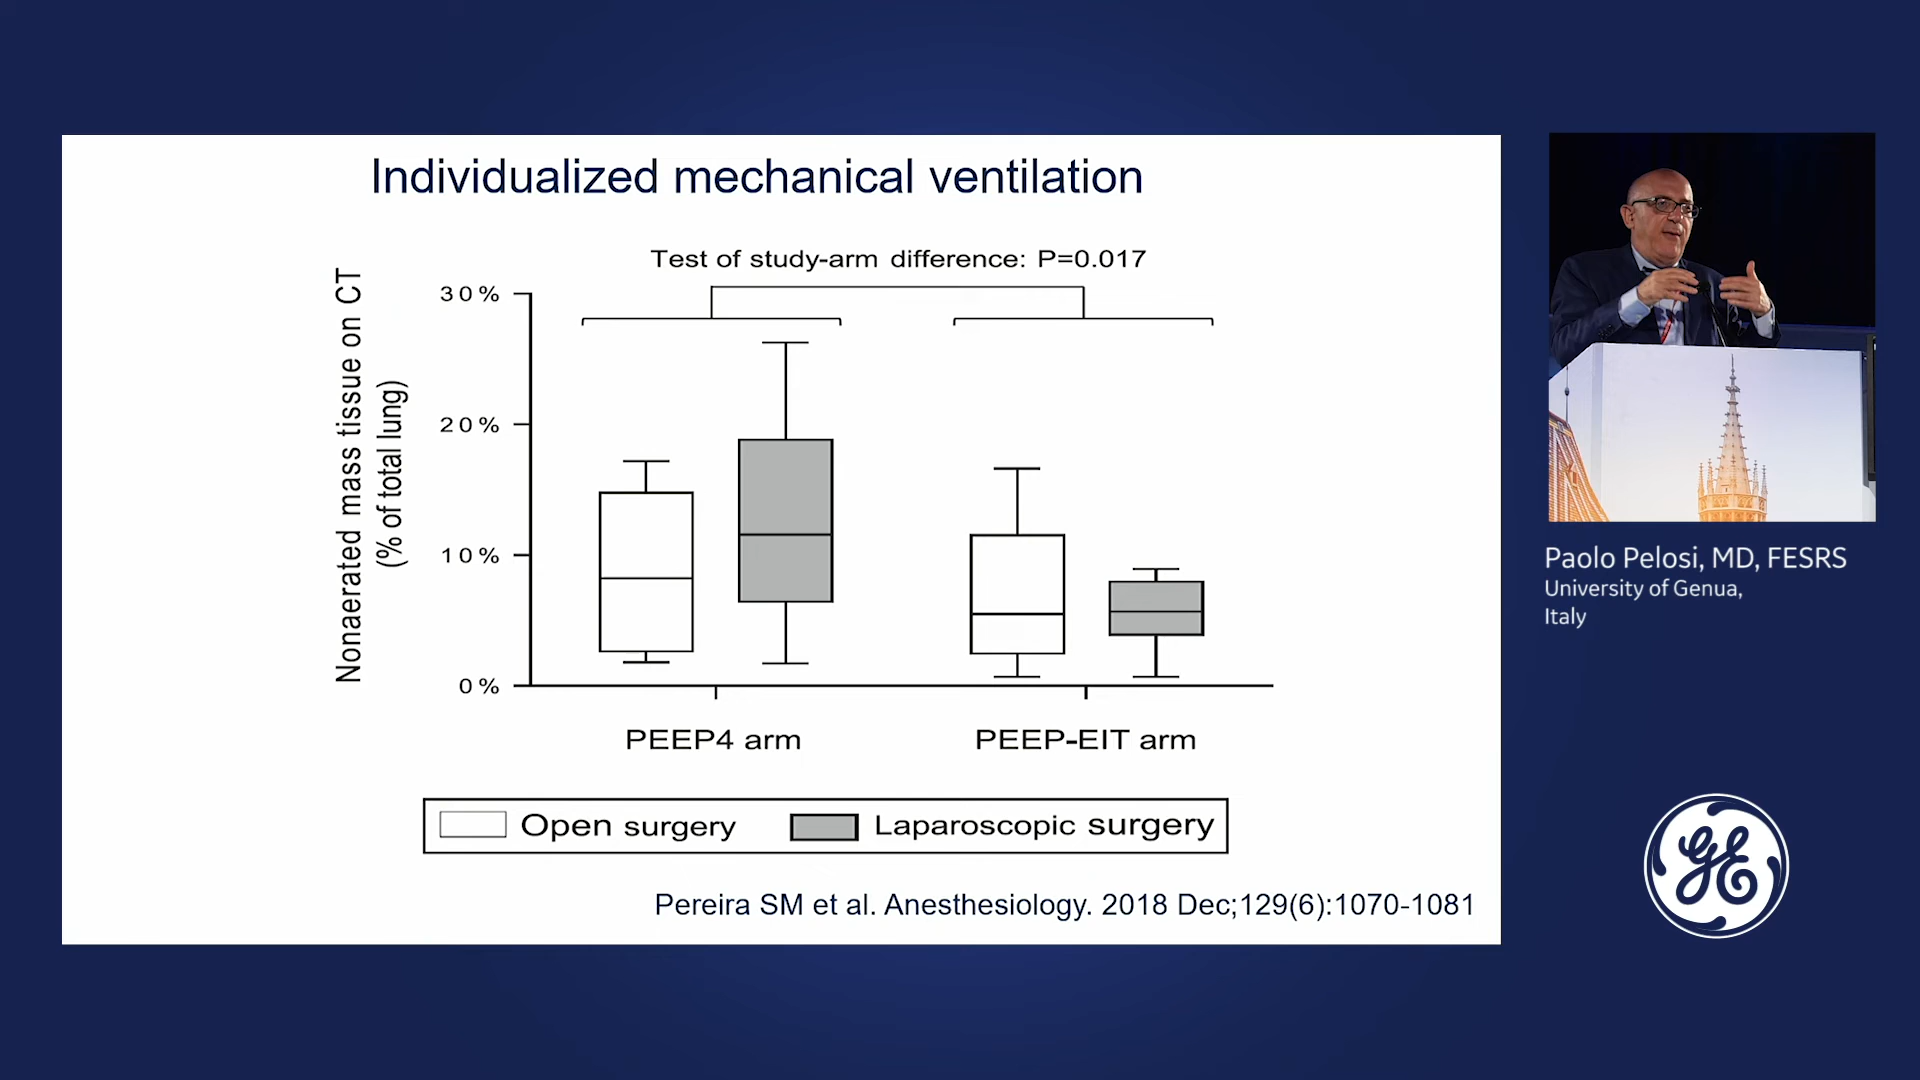 Individualized mechanical ventilation
Test of study-arm difference: P=0.017
Nonaerated mass tissue on CT
(% of total lung)
30%
20%
10%
0%
PEEP4 arm
PEEP-EIT arm
Open surgery
Laparoscopic surgery
Pereira SM et al. Anesthesiology. 2018 Dec;129(6):1070-1081
Paolo Pelosi, MD, FESRS
University of Genua,
Italy
GE